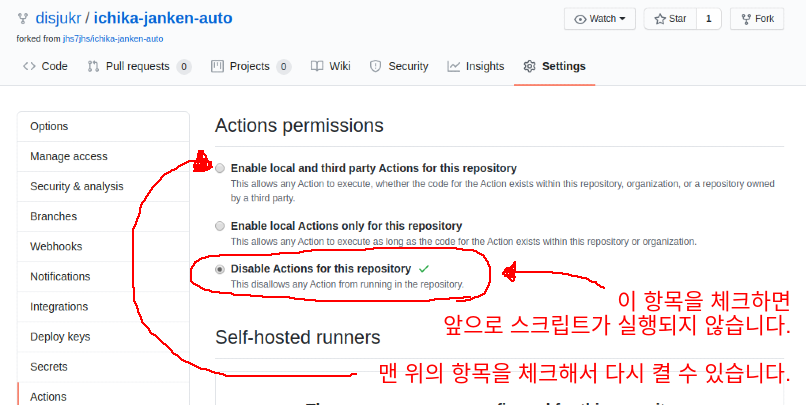 disjukr / ichika-janken-auto
Watch
Star 1
Fork
forked from jhs7jhs/ichika-janken-auto
Code
Pull requests 0
Projects 0
Wiki
Security
Insights
Settings
Options
Manage access
Security & analysis
Branches
Webhooks
Notifications
Integrations
Deploy keys
Secrets
Actions
Actions permissions
Enable local and third party Actions for this repository
This allows any Action to execute, whether the code for the Action exists within this repository, organization, or a repository owned
by a third party.
Enable local Actions only for this repository
This allows any Action to execute as long as the code for the Action exists within this repository or organization.
Disable Actions for this repository
This disallows any Action from running in the repository.
이 항목을 체크하면
앞으로 스크립트가 실행되지 않습니다.
Self-hosted runners
맨 위의 항목을 체크해서 다시 켤 수 있습니다.